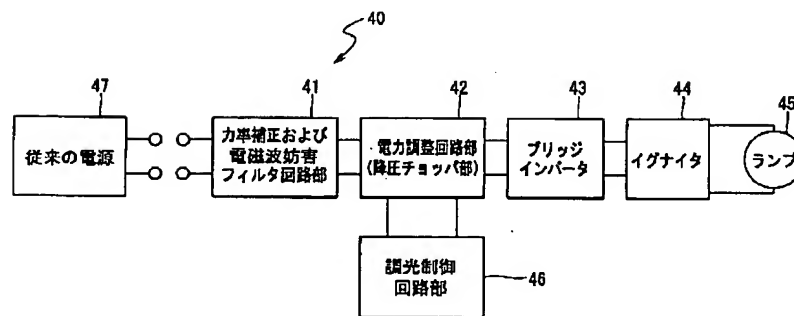 40
47
従来の電源
41
力率補正および
電磁波妨害
フィルタ回路部
42
電力調整回路部
(降圧チョッパ部)
43
ブリッジ
インバータ
44
イグナイタ
45
ランプ
調光制御
回路部
46